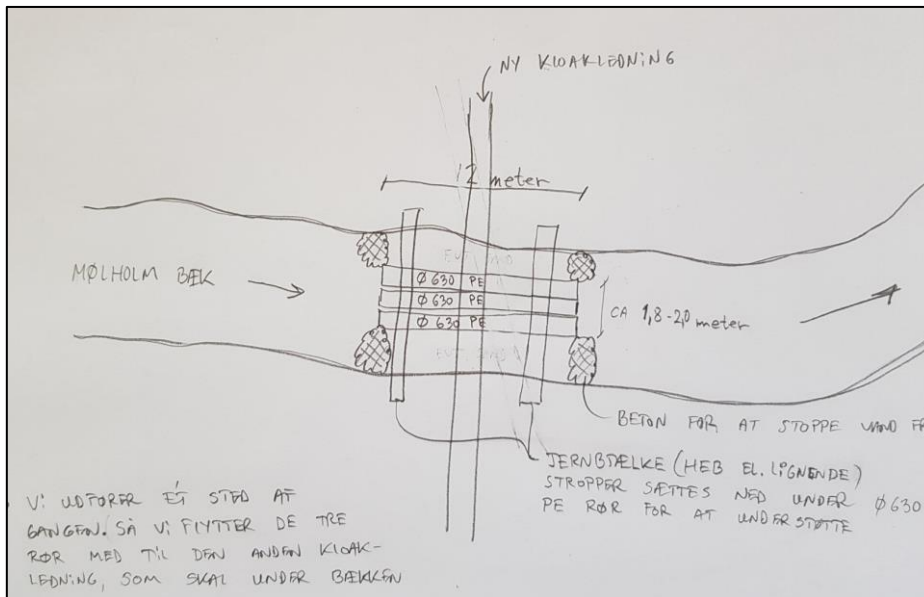 NY KLOAKLEDNING
12 meter
MØLHOLM BÆK
Ø 630 PE
Ø 630 PE
Ø 630 PE
CA 1,8-2,0 meter
BETON FOR AT STOPPE VAND
JERNBJÆLKE (HEB EL. LIGNENDE)
STROPPER SÆTTES NED UNDER Ø630
PE RØR FOR AT UNDERSTØTTE
Vi UDFØRER ÉT STED AF
GANGEN. SÅ Vi FLYTTER DE TRE
RØR MED TIL DEN ANDEN KLOAK-
LEDNING, SOM SKAL UNDER BÆKKEN